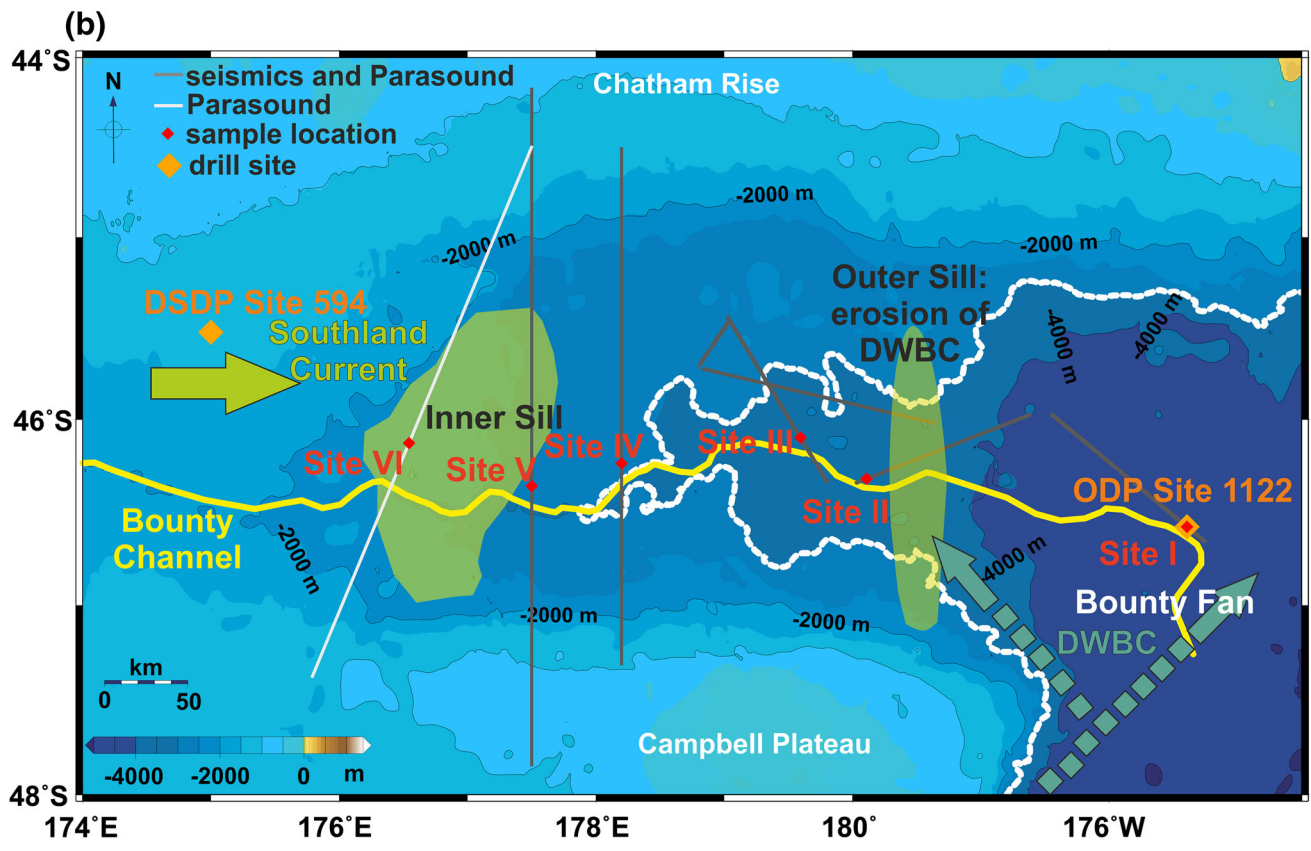 (b)
44°S
N
seismics and Parasound
Parasound
sample location
drill site
Chatham Rise
-2000 m
-2000 m
-2000 m
DSDP Site 594
Southland
Current
Outer Sill:
erosion of
DWBC
-4000 m
-4000 m
46°S
Inner Sill
Site VI
Site V
Site IV
Site III
Site II
ODP Site 1122
Site I
Bounty
Channel
-2000 m
-4000 m
-2000 m
-2000 m
Bounty Fan
DWBC
km
0 50
Campbell Plateau
-4000 -2000 0 m
48°S
174°E 176°E 178°E 180° 176°W